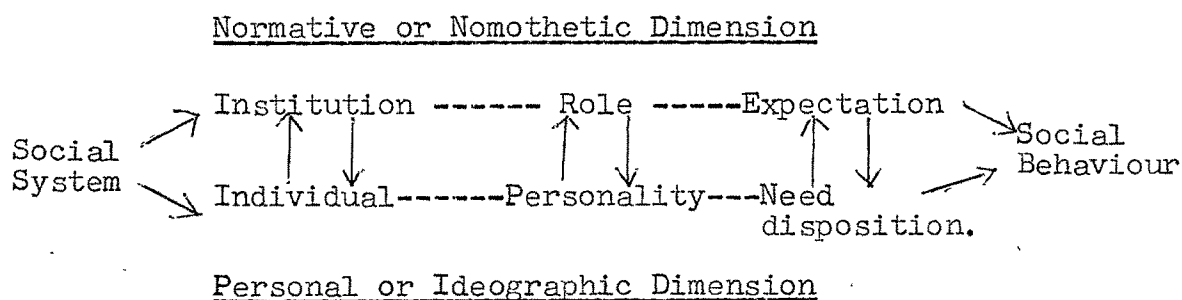 Normative or Nomothetic Dimension
Institution ------ Role -----Expectation
Social System
Social Behaviour
Individual------Personality---Need disposition.
Personal or Ideographic Dimension